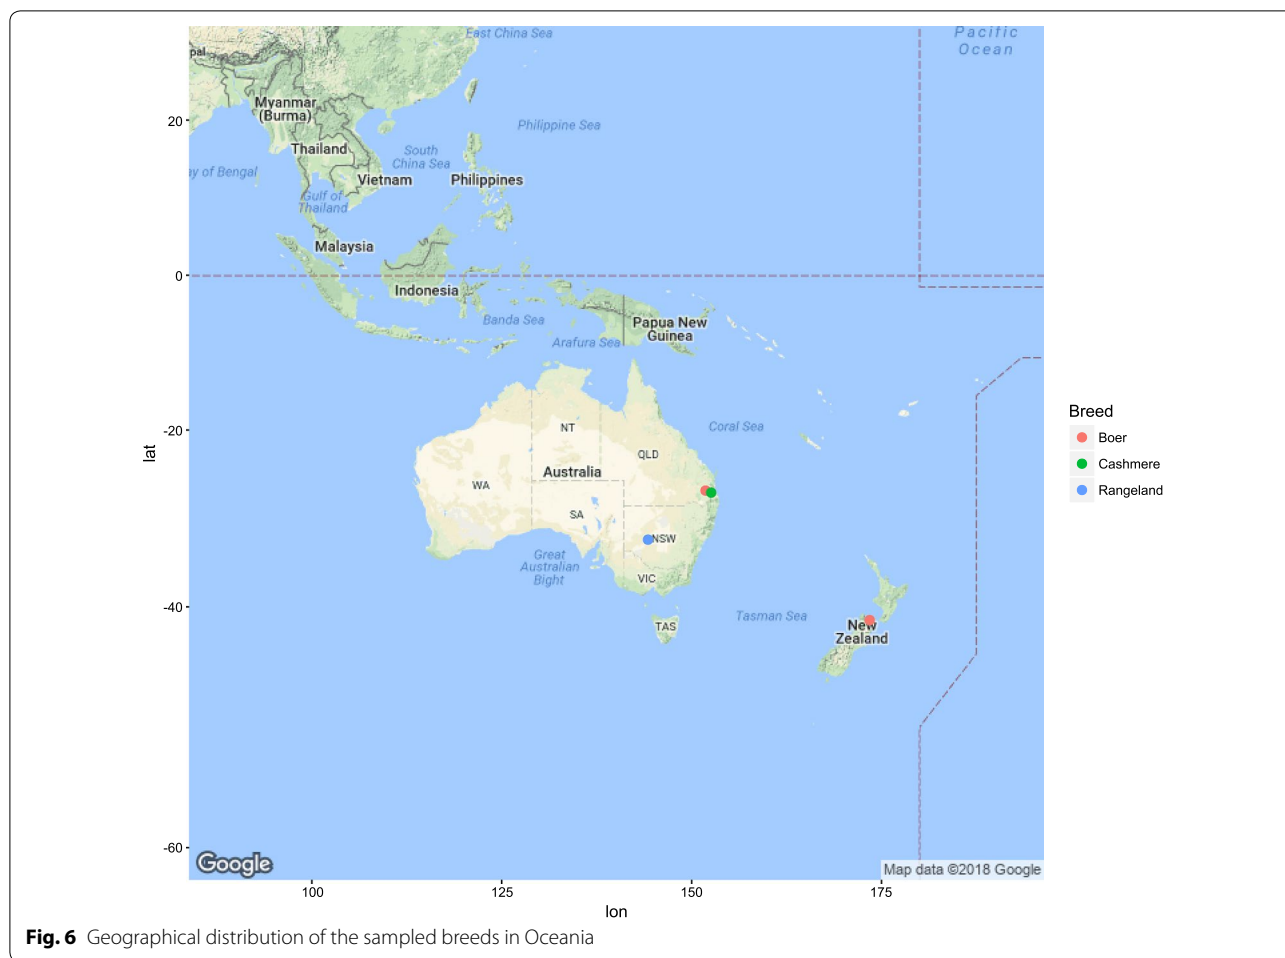 East China Sea
Pacific
Ocean
pal
Myanmar
(Burma)
20
Philippine Sea
Thailand
South
China Sea
ay of Bengal
Vietnam
Philippines
Gulf of
Thailand
Malaysia
0
Indonesia
Banda Sea
Papua New
Guinea
Arafura Sea
-20
NT
Coral Sea
QLD
lat
Australia
WA
SA
NSW
Great
Australian
Bight
VIC
-40
TAS
Tasman Sea
New
Zealand
-60
Google
Map data ©2018 Google
100
125
150
175
lon
Breed
Boer
Cashmere
Rangeland
Fig. 6 Geographical distribution of the sampled breeds in Oceania